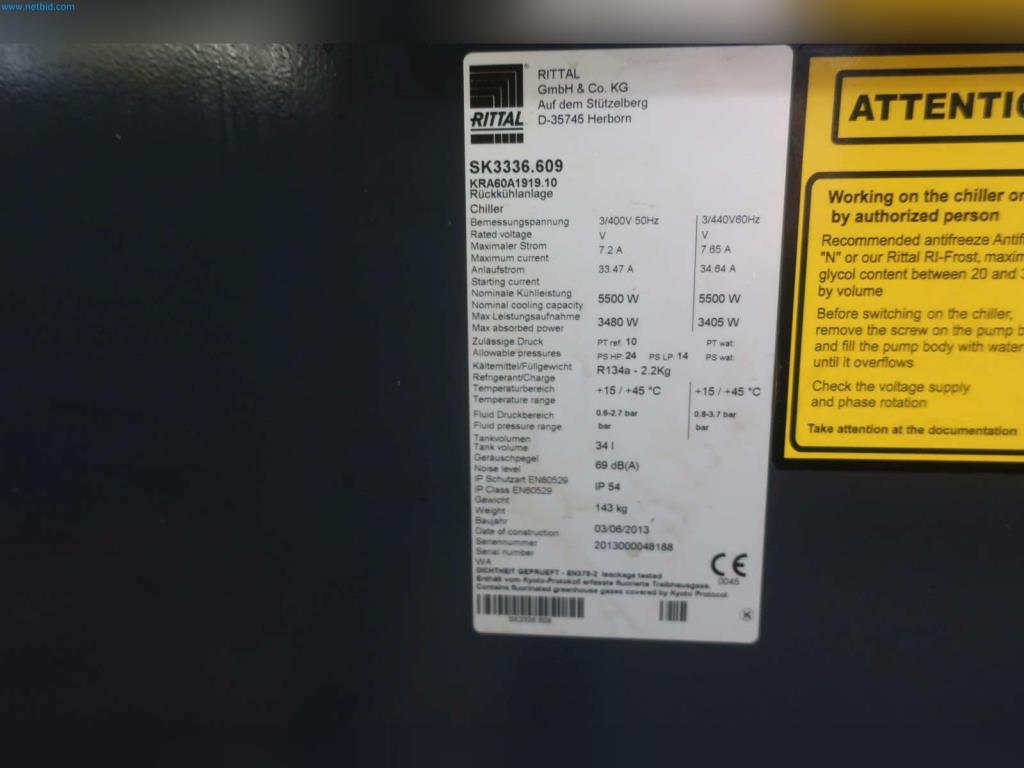 www.netbid.com
RITTAL
GmbH & Co. KG
Auf dem Stützelberg
D-35745 Herborn
RITTAL
SK3336.609
KRA60A1919.10
Rückkühlanlage
Chiller
Bemessungspannung 3/400V 50Hz 3/440V60Hz
Rated voltage V V
Maximaler Strom 7.2 A 7.65 A
Maximum current
Anlaufstrom 33.47 A 34.64 A
Starting current
Nominale Kühlleistung 5500 W 5500 W
Nominal cooling capacity
Max Leistungsaufnahme 3480 W 3405 W
Max absorbed power
Zulässige Druck PT ref: 10 PT wat:
Allowable pressures PS HP: 24 PS LP: 14 PS wat:
Kältemittel/Füllgewicht R134a - 2.2Kg
Refrigerant/Charge
Temperaturbereich +15 / +45 °C +15 / +45 °C
Temperature range
Fluid Druckbereich 0.6-2.7 bar 0.8-3.7 bar
Fluid pressure range bar bar
Tankvolumen 34 l
Tank volume
Geräuschpegel 69 dB(A)
Noise level
IP Schutzart EN60529 IP 54
IP Class EN60529
Gewicht 143 kg
Weight
Baujahr 03/06/2013
Date of construction
Seriennummer 2013000048188
Serial number
WA
DICHTHEIT GEPRUEFT - EN378-2 leackage tested
Enthält vom Kyoto-Protokoll erfasste fluorierte Treibhausgase.
Contains fluorinated greenhouse gases covered by Kyoto Protocol
CE
0045
SK3336.609
K
ATTENTIO
Working on the chiller on
by authorized person
Recommended antifreeze Antif
"N" or our Rittal RI-Frost, maxim
glycol content between 20 and 3
by volume
Before switching on the chiller,
remove the screw on the pump b
and fill the pump body with water
until it overflows
Check the voltage supply
and phase rotation
Take attention at the documentation